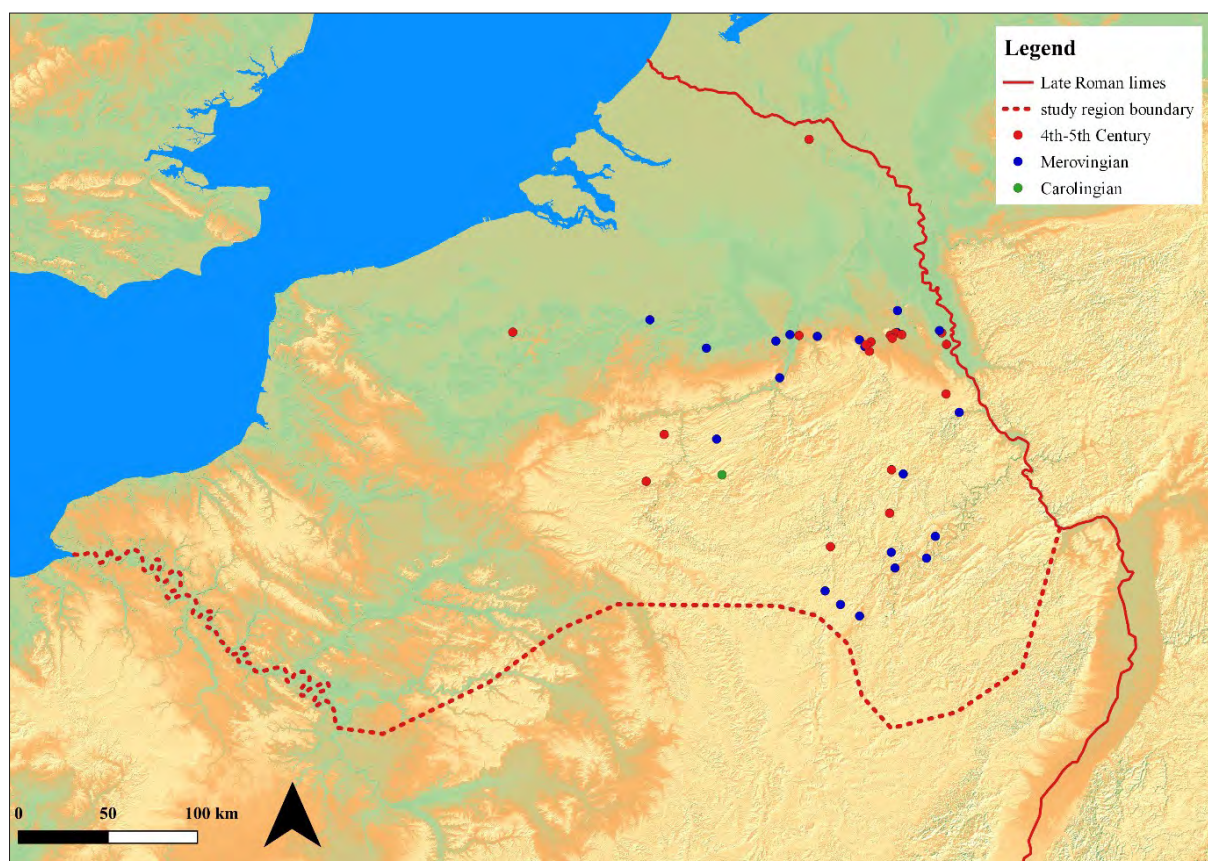 Legend
Late Roman limes
study region boundary
4th-5th Century
Merovingian
Carolingian
0 50 100 km